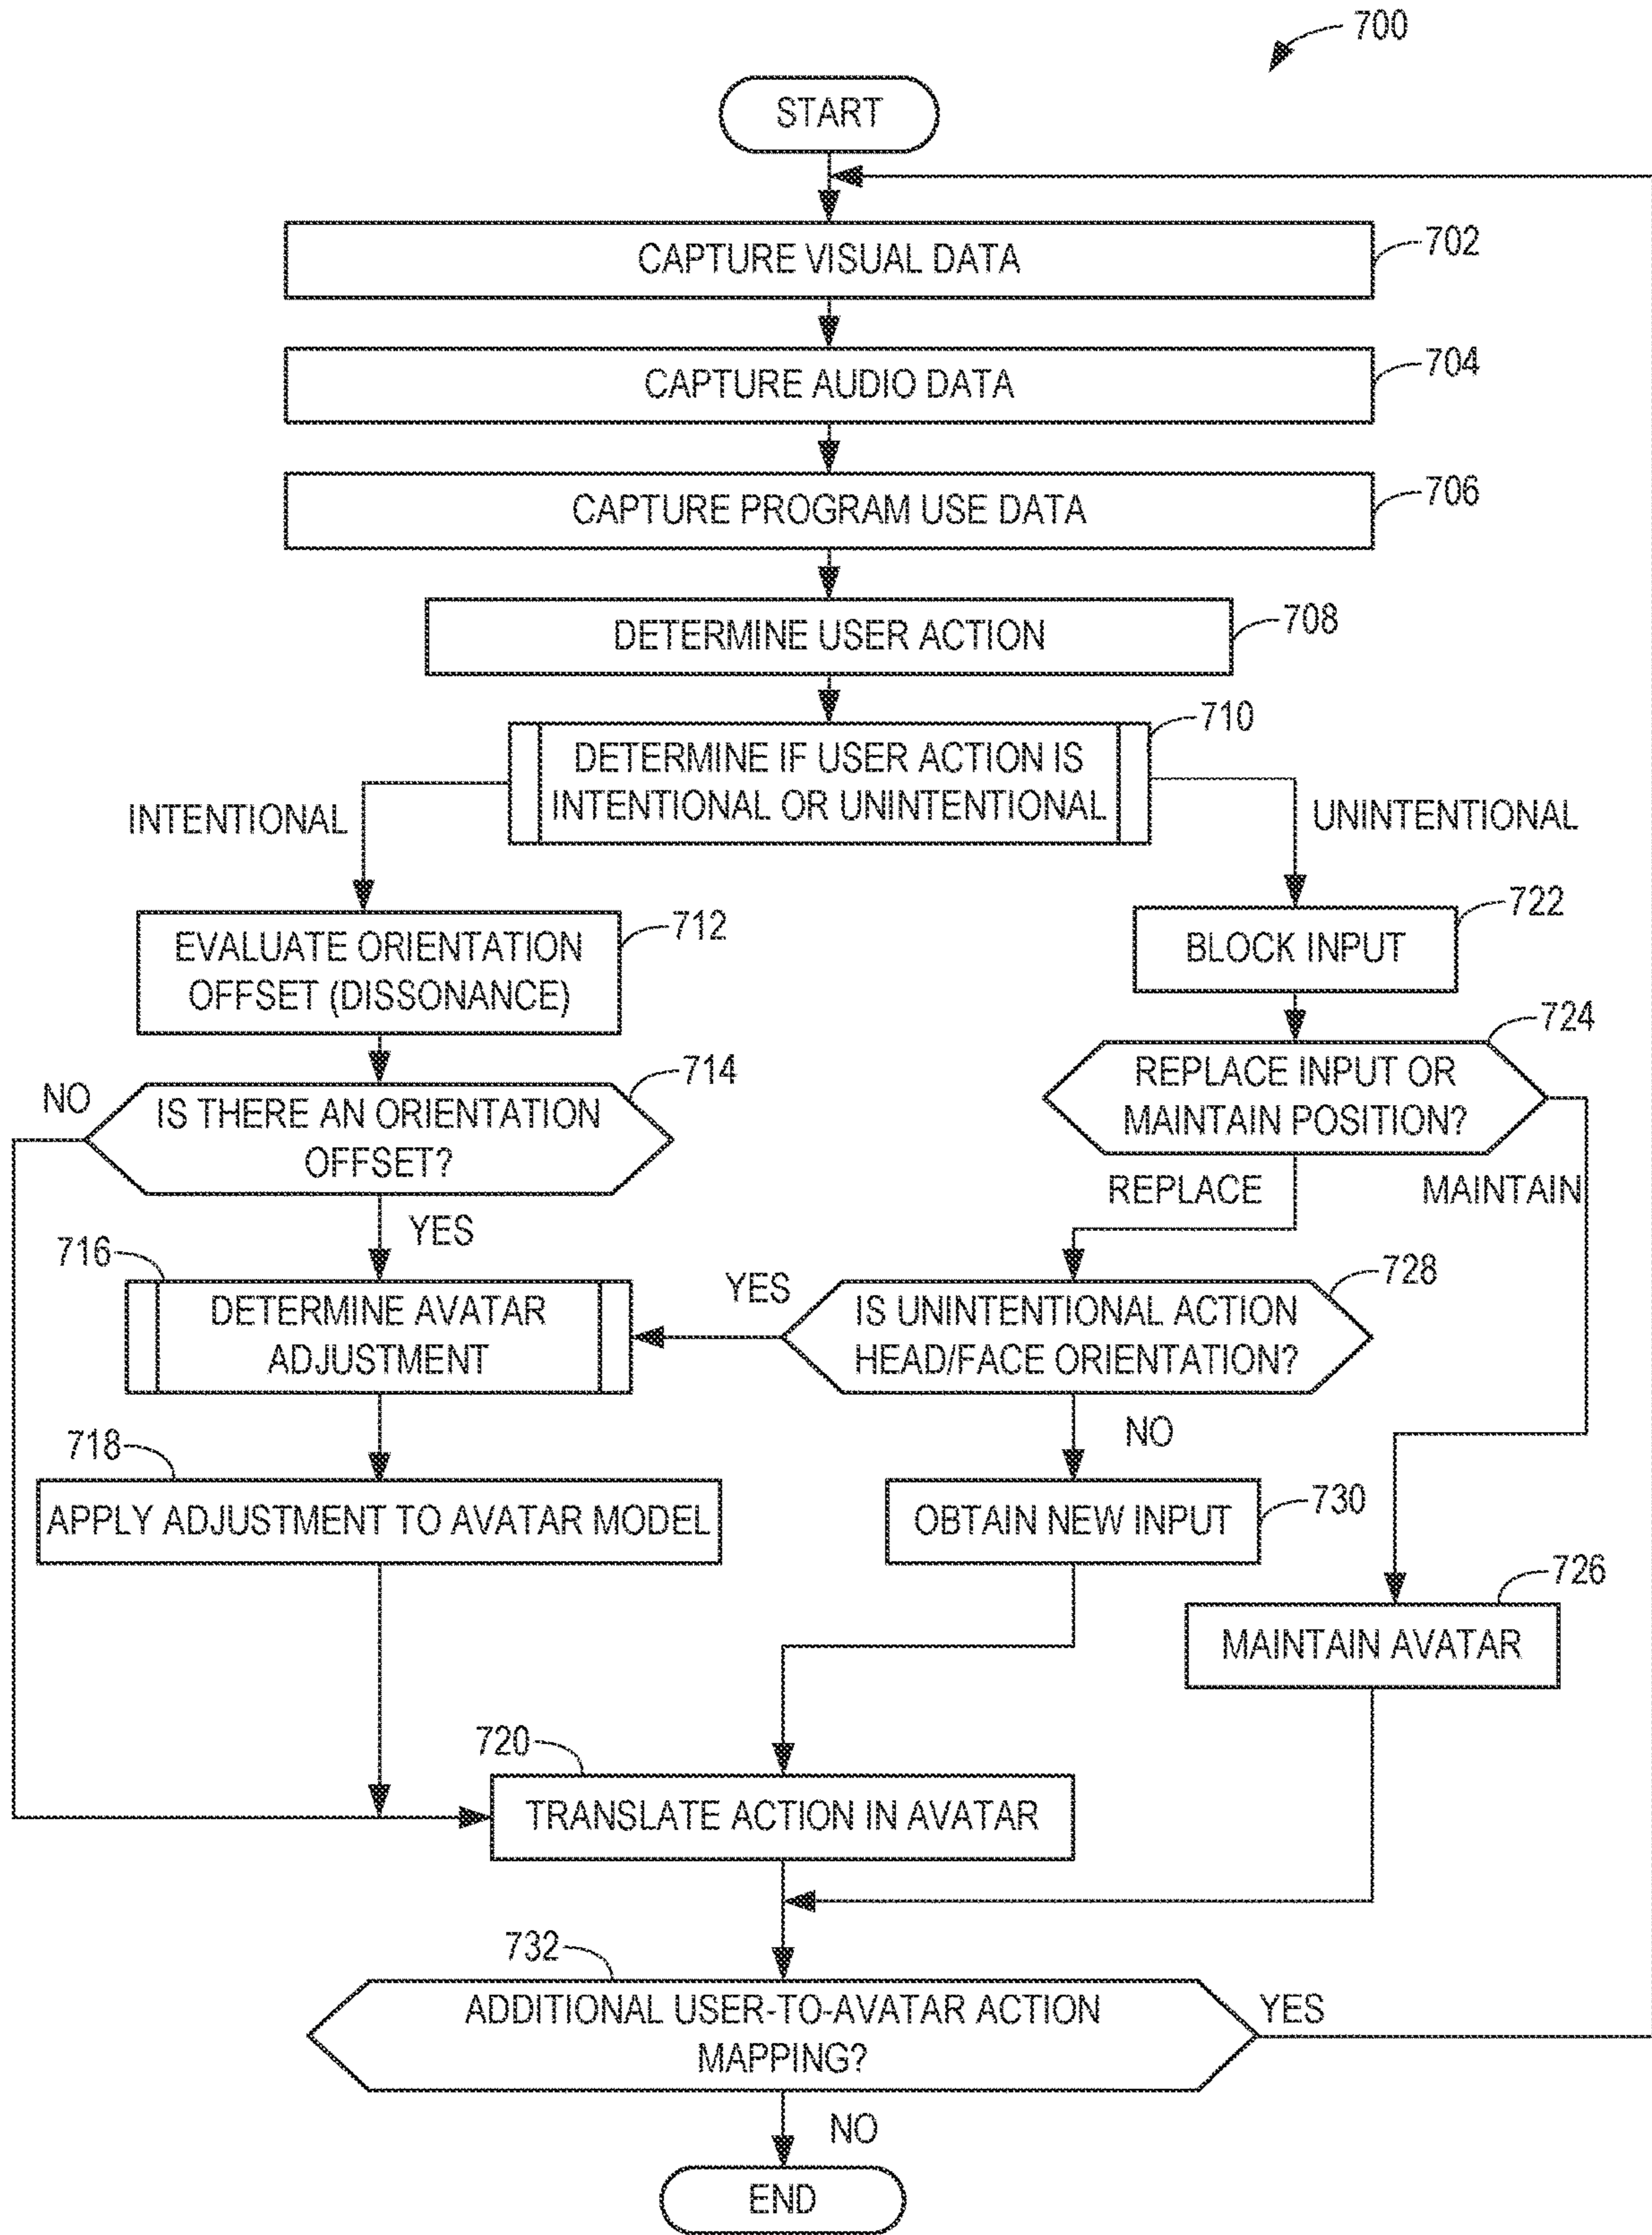 700
START
CAPTURE VISUAL DATA
702
CAPTURE AUDIO DATA
704
CAPTURE PROGRAM USE DATA
706
DETERMINE USER ACTION
708
DETERMINE IF USER ACTION IS
INTENTIONAL OR UNINTENTIONAL
710
INTENTIONAL
UNINTENTIONAL
EVALUATE ORIENTATION
OFFSET (DISSONANCE)
712
BLOCK INPUT
722
NO
IS THERE AN ORIENTATION
OFFSET?
714
REPLACE INPUT OR
MAINTAIN POSITION?
724
YES
REPLACE
MAINTAIN
716
DETERMINE AVATAR
ADJUSTMENT
YES
IS UNINTENTIONAL ACTION
HEAD/FACE ORIENTATION?
728
NO
718
APPLY ADJUSTMENT TO AVATAR MODEL
OBTAIN NEW INPUT
730
726
MAINTAIN AVATAR
720
TRANSLATE ACTION IN AVATAR
732
ADDITIONAL USER-TO-AVATAR ACTION
MAPPING?
YES
NO
END